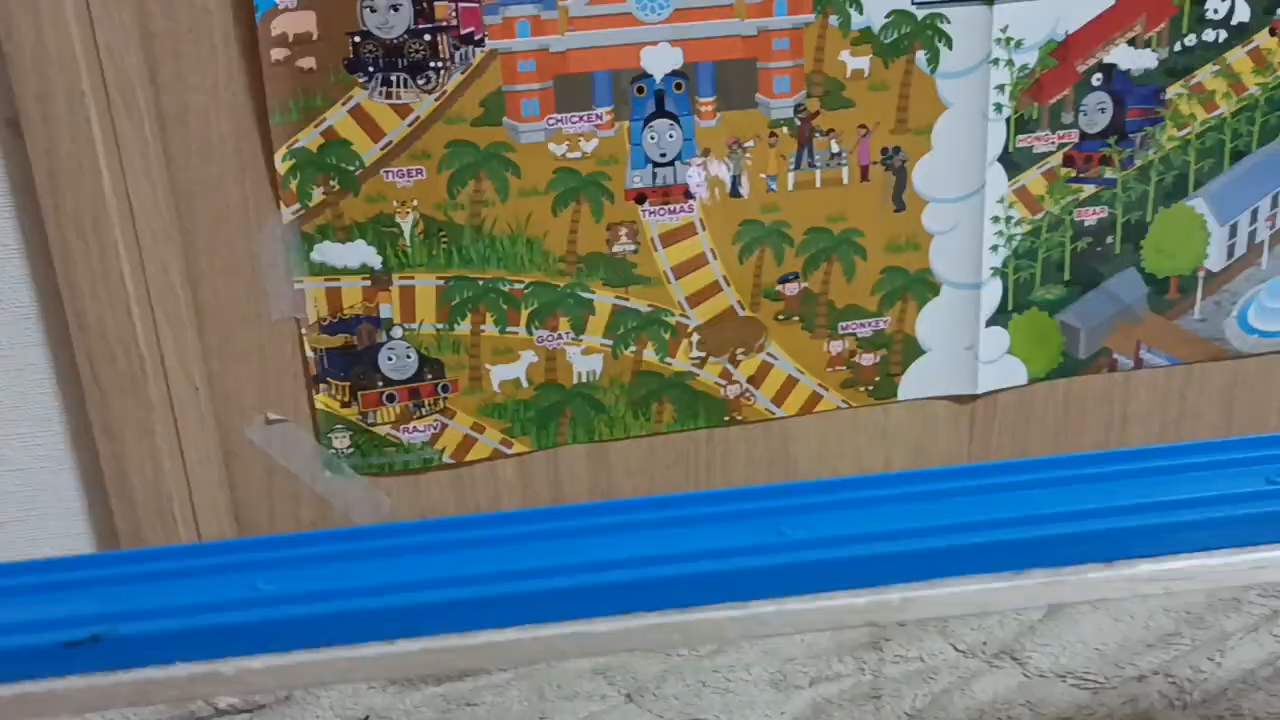 CHICKEN
TIGER
THOMAS
HONG-MEI
BEAR
MONKEY
GOAT
RAJIV